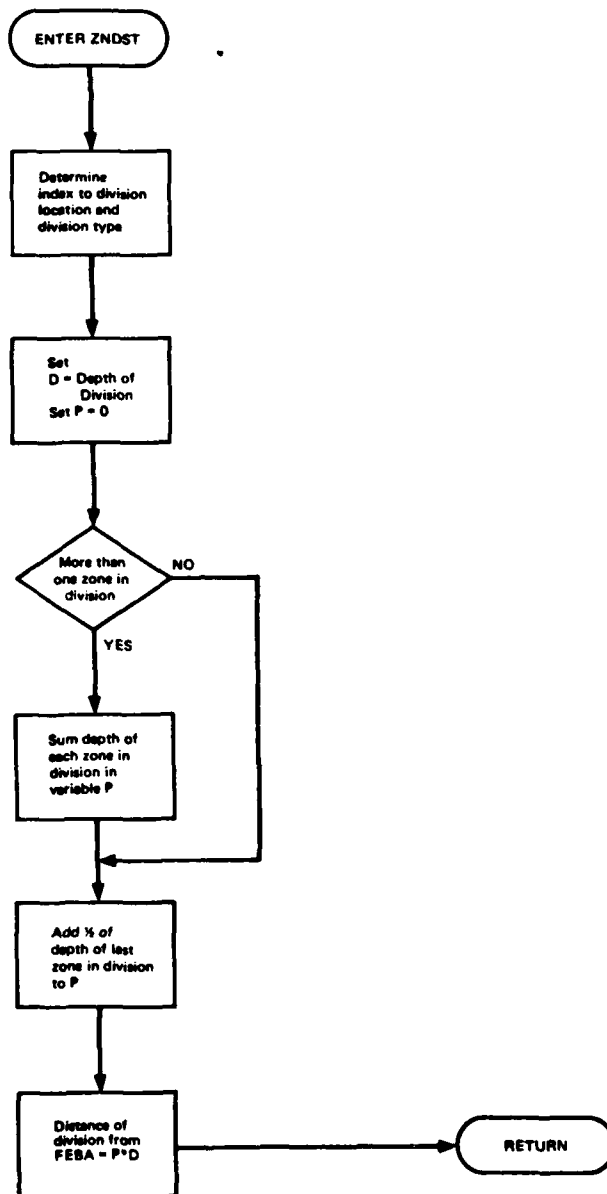 ENTER ZNDST
Determine
index to division
location and
division type
Set
D = Depth of
Division
Set P = 0
More than
one zone in
division
NO
YES
Sum depth of
each zone in
division in
variable P
Add ½ of
depth of last
zone in division
to P
Distance of
division from
FEBA = P*D
RETURN